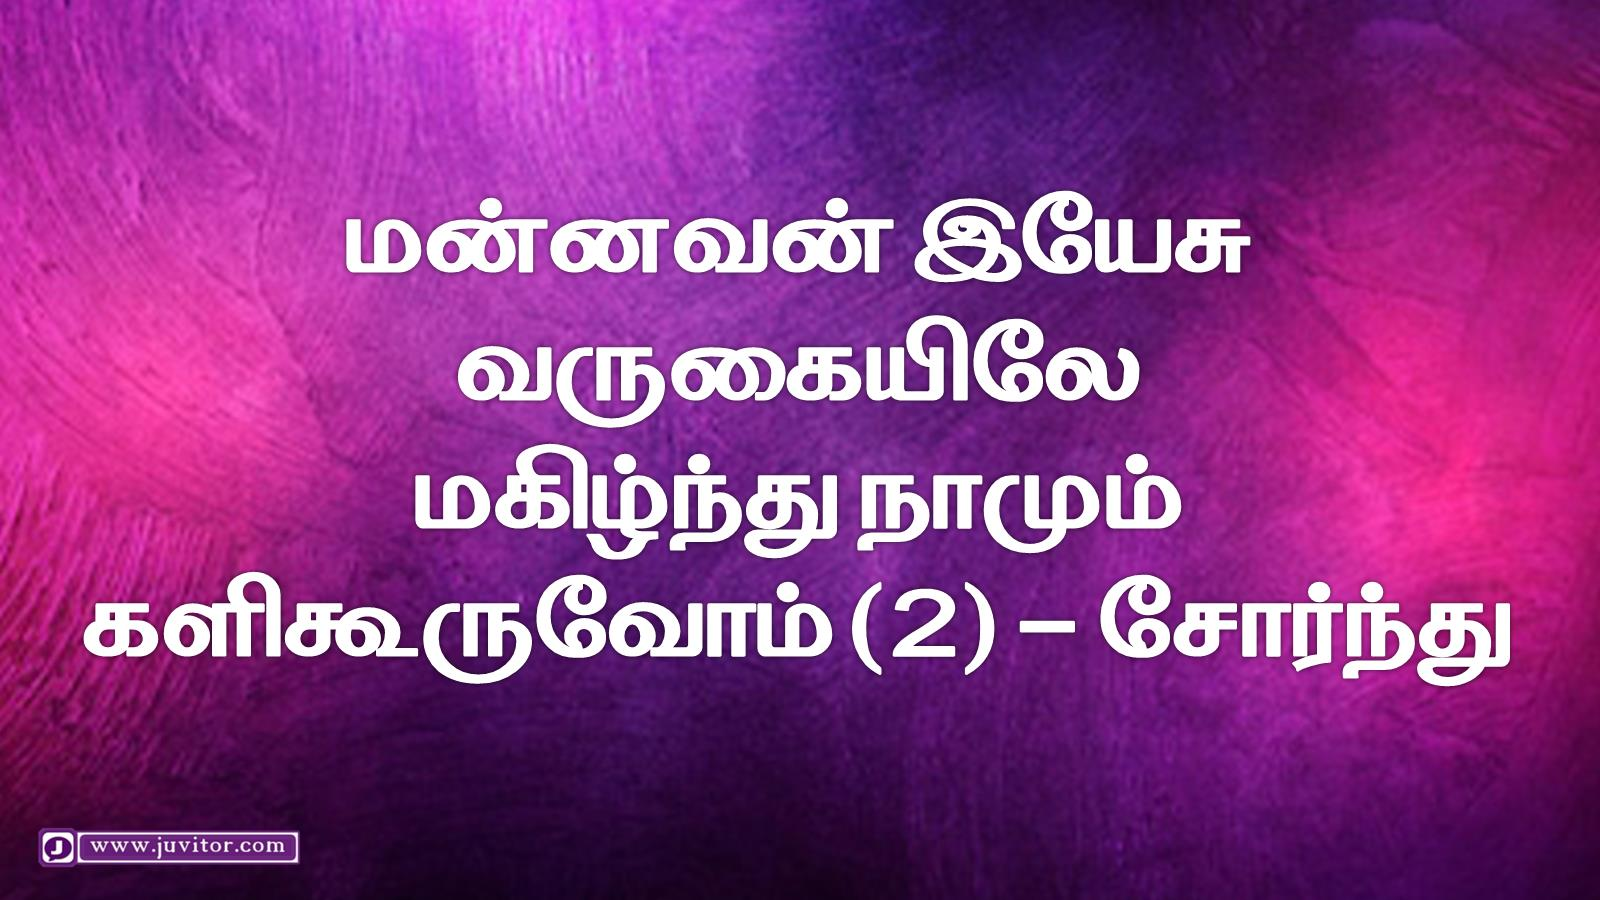 மன்னவன் இயேசு
வருகையிலே
மகிழ்ந்து நாமும்
களிகூருவோம் (2) – சோர்ந்து
www.juvitor.com